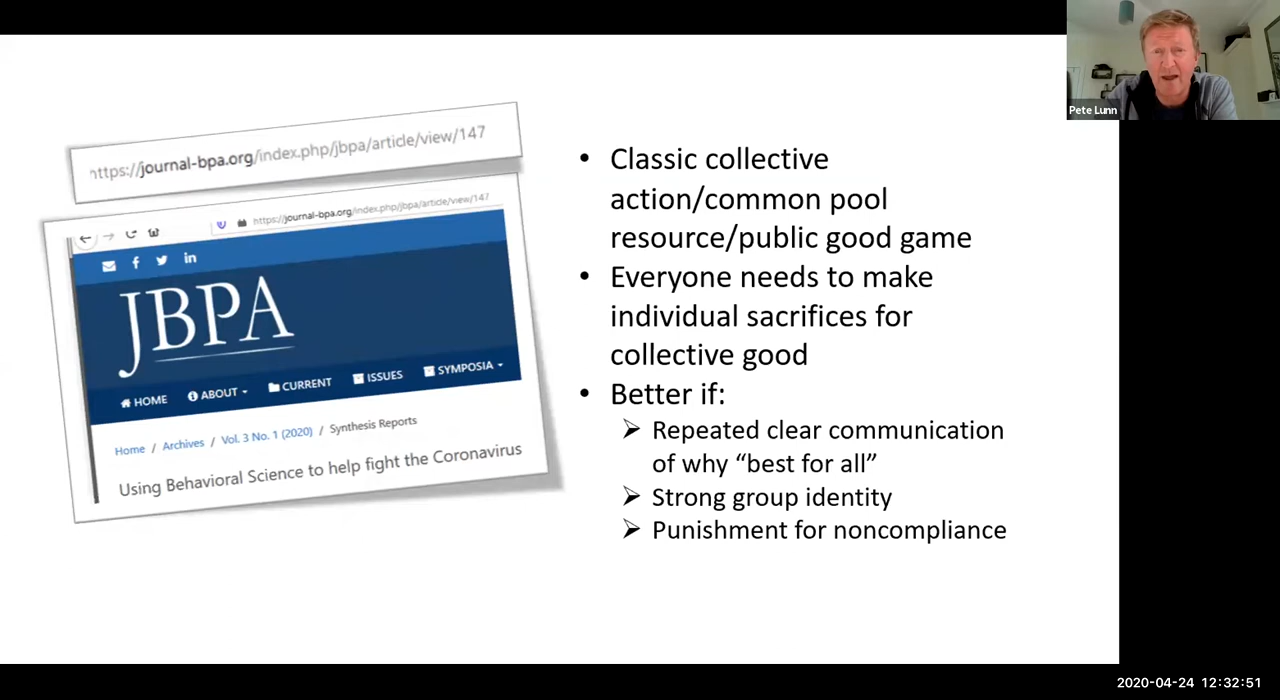 https://journal-bpa.org/index.php/jbpa/article/view/147
https://journal-bpa.org/index.php/jbpa/article/view/147
JBPA
HOME ABOUT CURRENT ISSUES SYMPOSIA
Home / Archives / Vol. 3 No. 1 (2020) / Synthesis Reports
Using Behavioral Science to help fight the Coronavirus
• Classic collective
action/common pool
resource/public good game
• Everyone needs to make
individual sacrifices for
collective good
• Better if:
➢ Repeated clear communication
of why “best for all”
➢ Strong group identity
➢ Punishment for noncompliance
Pete Lunn
2020-04-24 12:32:51